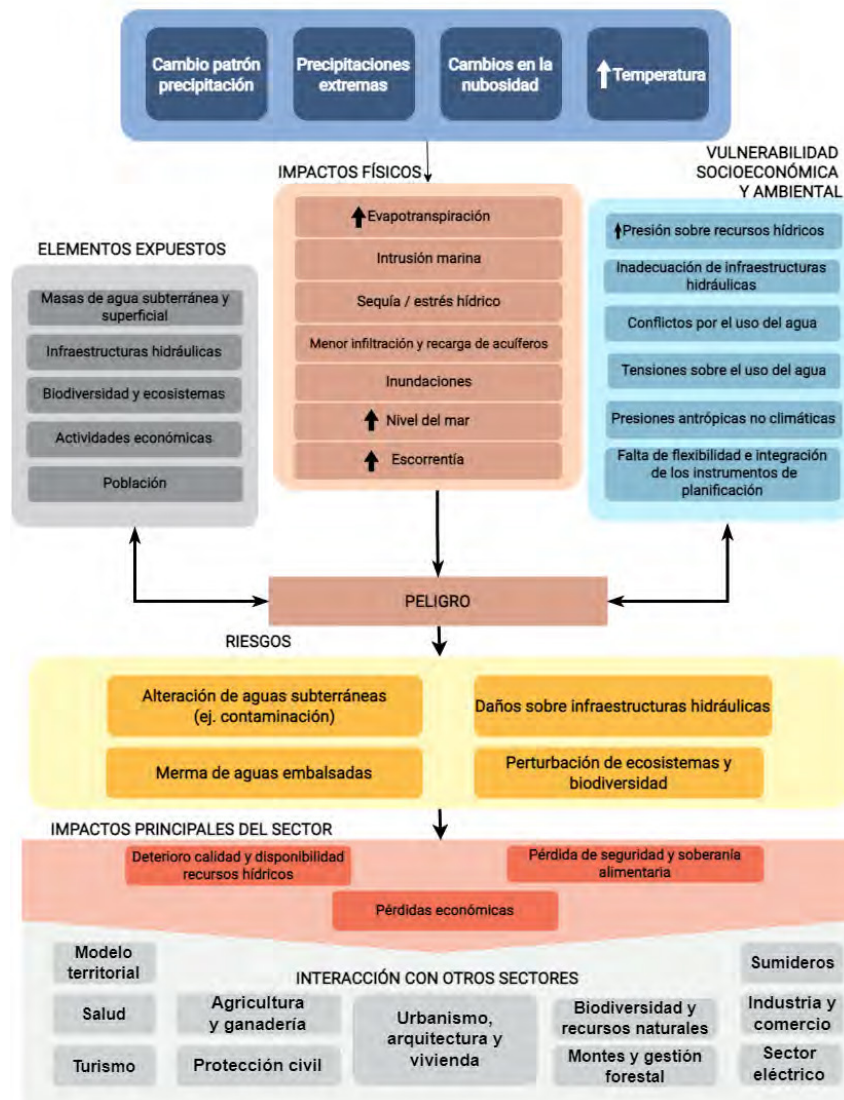 Cambio patrón
precipitación
Precipitaciones
extremas
Cambios en la
nubosidad
Temperatura
IMPACTOS FÍSICOS
Evapotranspiración
Intrusión marina
Sequía / estrés hídrico
Menor infiltración y recarga de acuíferos
Inundaciones
Nivel del mar
Escorrentía
VULNERABILIDAD
SOCIOECONÓMICA
Y AMBIENTAL
Presión sobre recursos hídricos
Inadecuación de infraestructuras
hidráulicas
Conflictos por el uso del agua
Tensiones sobre el uso del agua
Presiones antrópicas no climáticas
Falta de flexibilidad e integración
de los instrumentos de
planificación
ELEMENTOS EXPUESTOS
Masas de agua subterránea y
superficial
Infraestructuras hidráulicas
Biodiversidad y ecosistemas
Actividades económicas
Población
PELIGRO
RIESGOS
Alteración de aguas subterráneas
(ej. contaminación)
Daños sobre infraestructuras hidráulicas
Merma de aguas embalsadas
Perturbación de ecosistemas y
biodiversidad
IMPACTOS PRINCIPALES DEL SECTOR
Deterioro calidad y disponibilidad
recursos hídricos
Pérdida de seguridad y soberanía
alimentaria
Pérdidas económicas
INTERACCIÓN CON OTROS SECTORES
Modelo
territorial
Salud
Turismo
Agricultura
y ganadería
Protección civil
Urbanismo,
arquitectura y
vivienda
Biodiversidad y
recursos naturales
Montes y gestión
forestal
Sumideros
Industria y
comercio
Sector
eléctrico